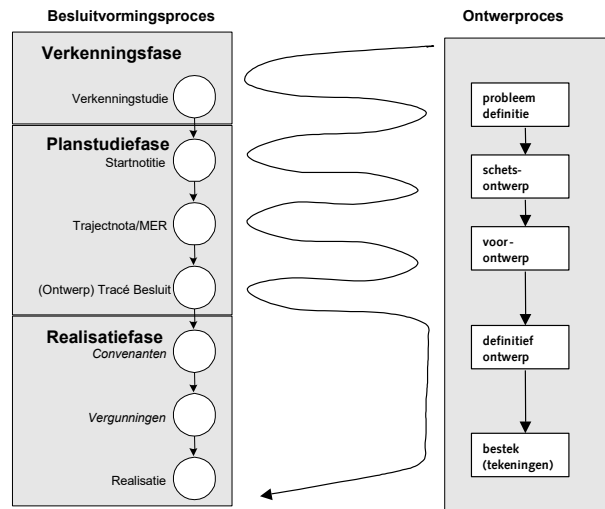 Besluitvormingsproces
Verkenningsfase
Verkenningstudie
Planstudiefase
Startnotitie
Trajectnota/MER
(Ontwerp) Tracé Besluit
Realisatiefase
Convenanten
Vergunningen
Realisatie
Ontwerproces
probleem
definitie
schets-
ontwerp
voor-
ontwerp
definitief
ontwerp
bestek
(tekeningen)